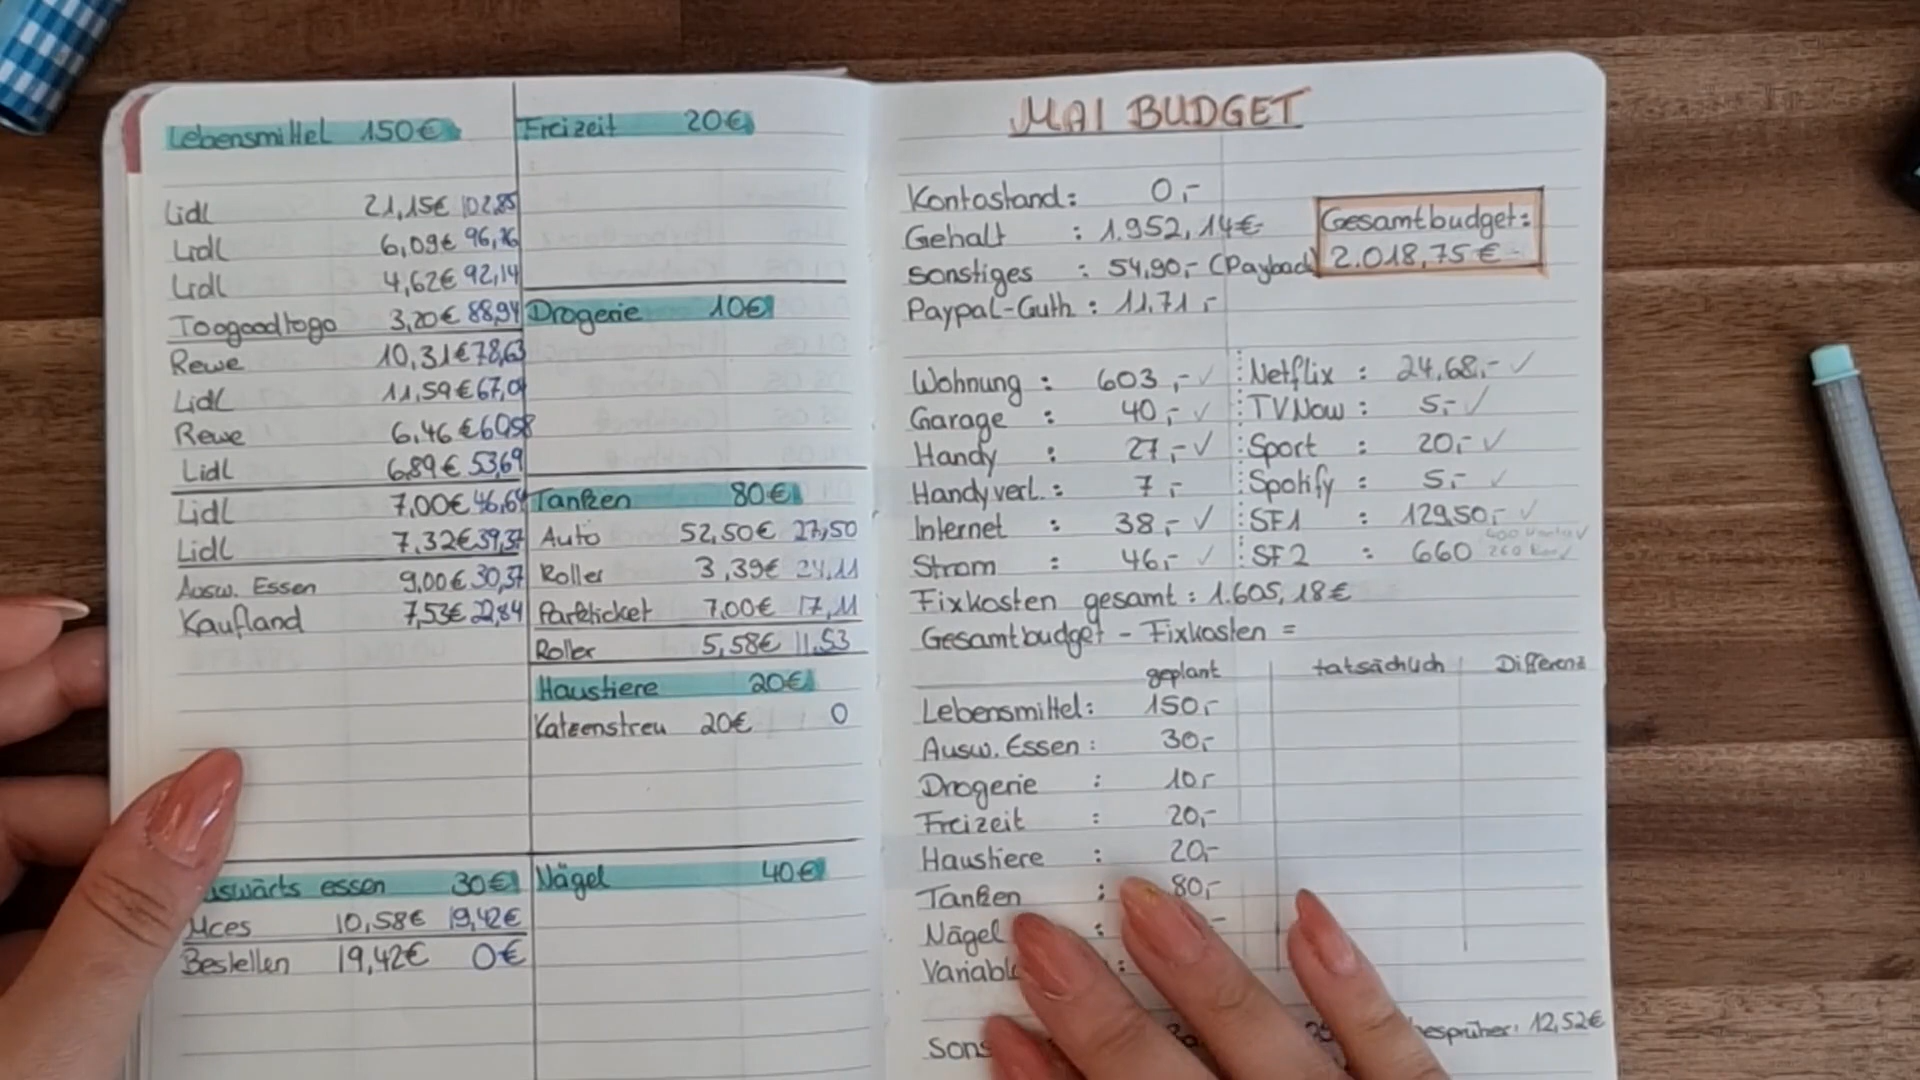 Lebensmittel 150€
Lidl 21,15€ 102,85
Lidl 6,09€ 96,76
Lidl 4,62€ 92,14
Toogoodtogo 3,20€ 88,94
Rewe 10,31€ 78,63
Lidl 11,59€ 67,04
Rewe 6,46€ 60,58
Lidl 6,89€ 53,69
Lidl 7,00€ 46,69
Lidl 7,32€ 39,37
Ausw. Essen 9,00€ 30,37
Kaufland 7,53€ 22,84
uswärts essen 30€
Mces 10,58€ 19,42€
Bestellen 19,42€ 0€
Freizeit 20€
Drogerie 10€
Tanken 80€
Auto 52,50€ 27,50
Roller 3,39€ 24,11
Parkticket 7,00€ 17,11
Roller 5,58€ 11,53
Haustiere 20€
Katzenstreu 20€ 0
Nägel 40€
MAI BUDGET
Kontostand: 0,-
Gehalt : 1.952,14€
Sonstiges : 54,90,- (Payback)
Paypal-Guth: 11,71,-
Gesamtbudget:
2.018,75€
Wohnung : 603,- ✓
Garage : 40,- ✓
Handy : 27,- ✓
Handyverl.: 7,-
Internet : 38,- ✓
Strom : 46,- ✓
Netflix : 24,68,- ✓
TVNow : 5,- ✓
Sport : 20,- ✓
Spotify : 5,- ✓
SF1 : 129,50,- ✓
SF2 : 660
Fixkosten gesamt: 1.605,18€
Gesamtbudget - Fixkosten =
geplant tatsächlich Differenz
Lebensmittel: 150,-
Ausw. Essen: 30,-
Drogerie : 10,-
Freizeit : 20,-
Haustiere : 20,-
Tanken : 80,-
Nägel :
Variabl :
Sons esprüher: 12,52€